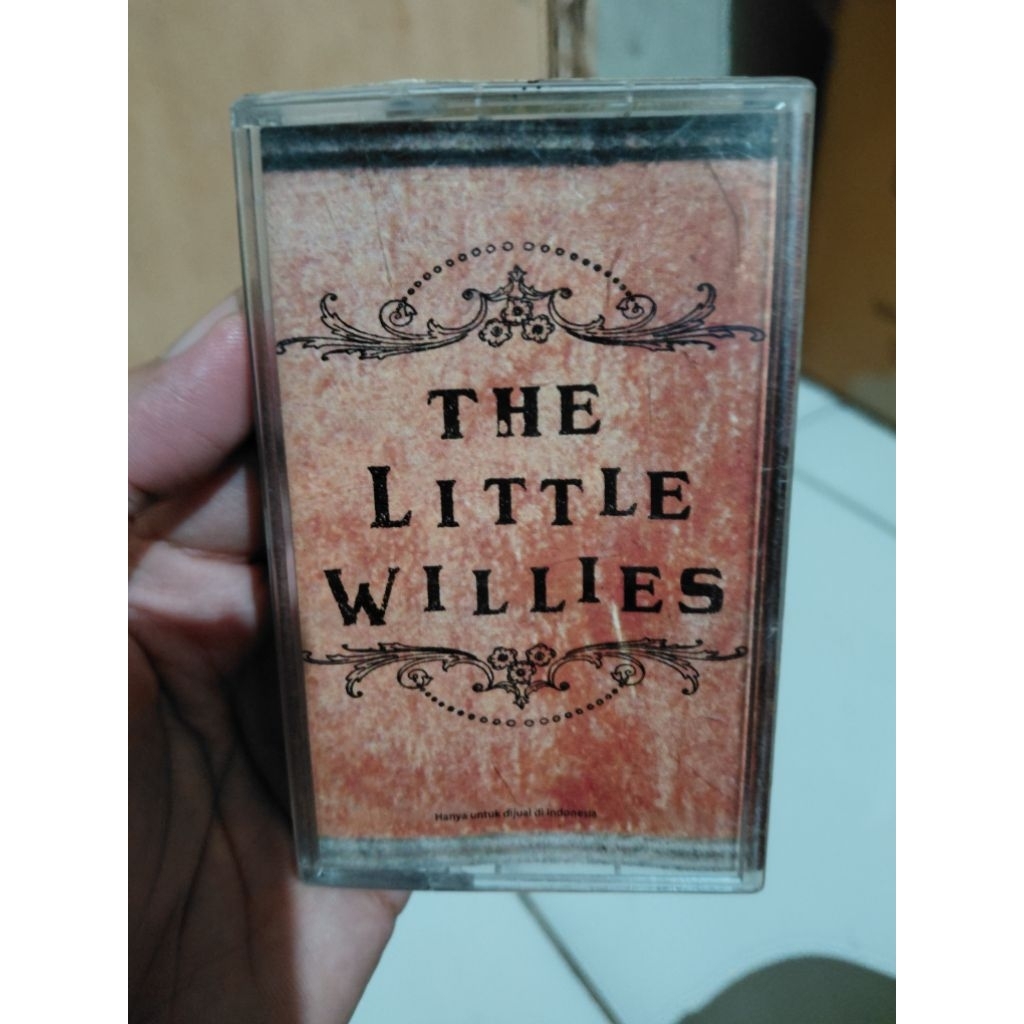 THE
LITTLE
WILLIES
Hanya untuk dijual di Indonesia